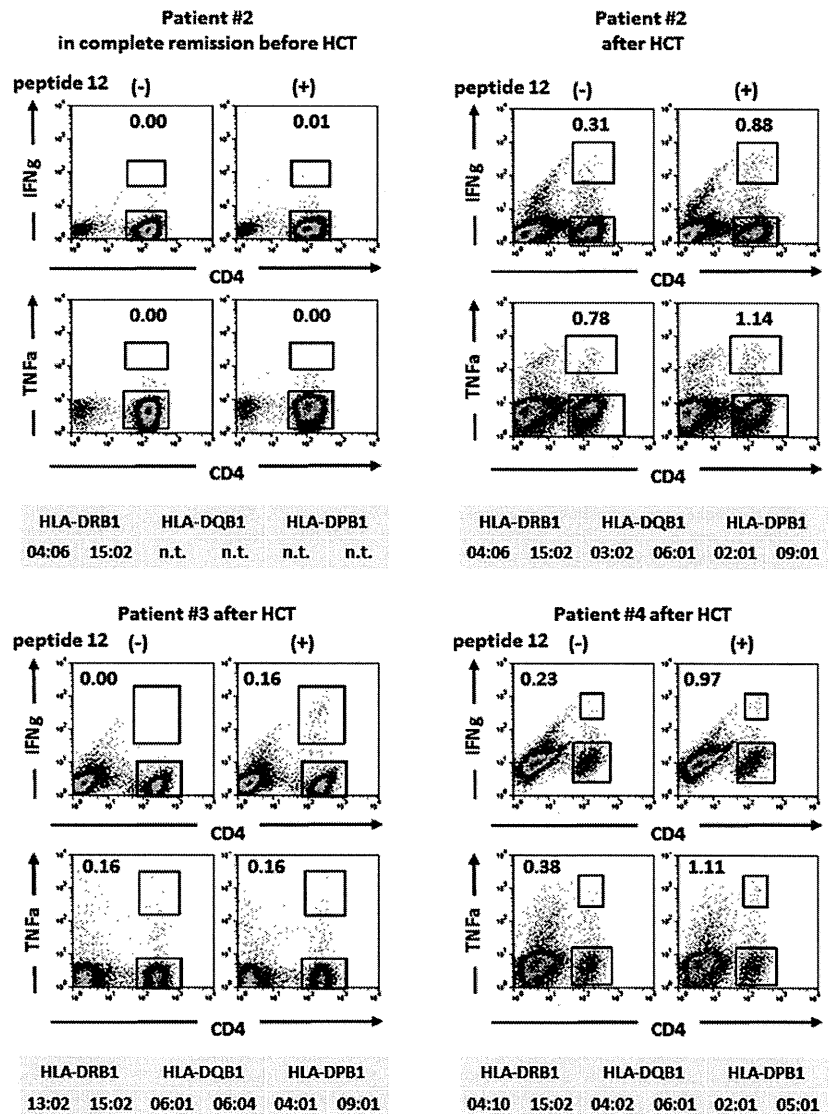 Patient #2
in complete remission before HCT
peptide 12 (-) (+)
0.00 0.01
IFNg
CD4
0.00 0.00
TNFa
CD4
HLA-DRB1 HLA-DQB1 HLA-DPB1
04:06 15:02 n.t. n.t. n.t. n.t.
Patient #2
after HCT
peptide 12 (-) (+)
0.31 0.88
IFNg
CD4
0.78 1.14
TNFa
CD4
HLA-DRB1 HLA-DQB1 HLA-DPB1
04:06 15:02 03:02 06:01 02:01 09:01
Patient #3 after HCT
peptide 12 (-) (+)
0.00 0.16
IFNg
CD4
0.16 0.16
TNFa
CD4
HLA-DRB1 HLA-DQB1 HLA-DPB1
13:02 15:02 06:01 06:04 04:01 09:01
Patient #4 after HCT
peptide 12 (-) (+)
0.23 0.97
IFNg
CD4
0.38 1.11
TNFa
CD4
HLA-DRB1 HLA-DQB1 HLA-DPB1
04:10 15:02 04:02 06:01 02:01 05:01